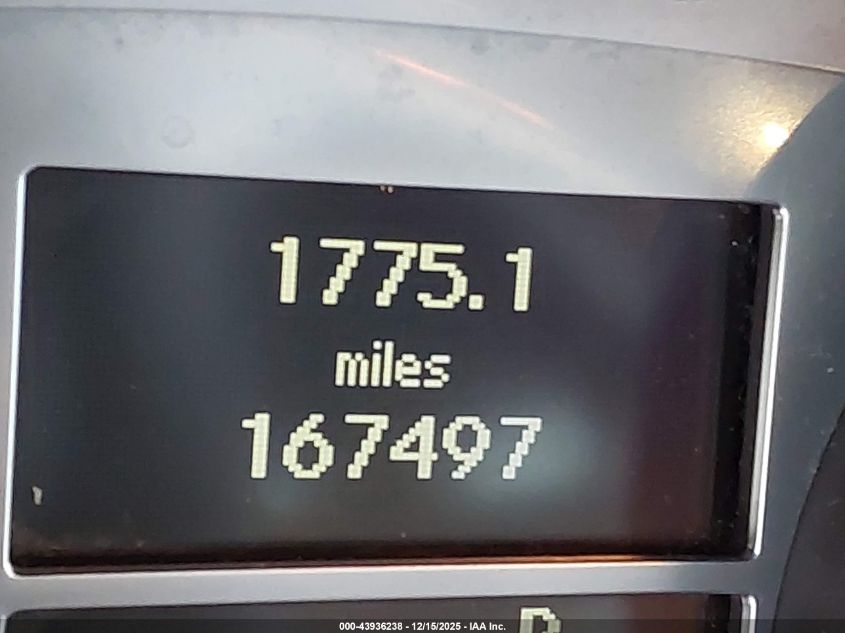 1775.1
miles
167497
000-43936238 - 12/15/2025 - IAA Inc.